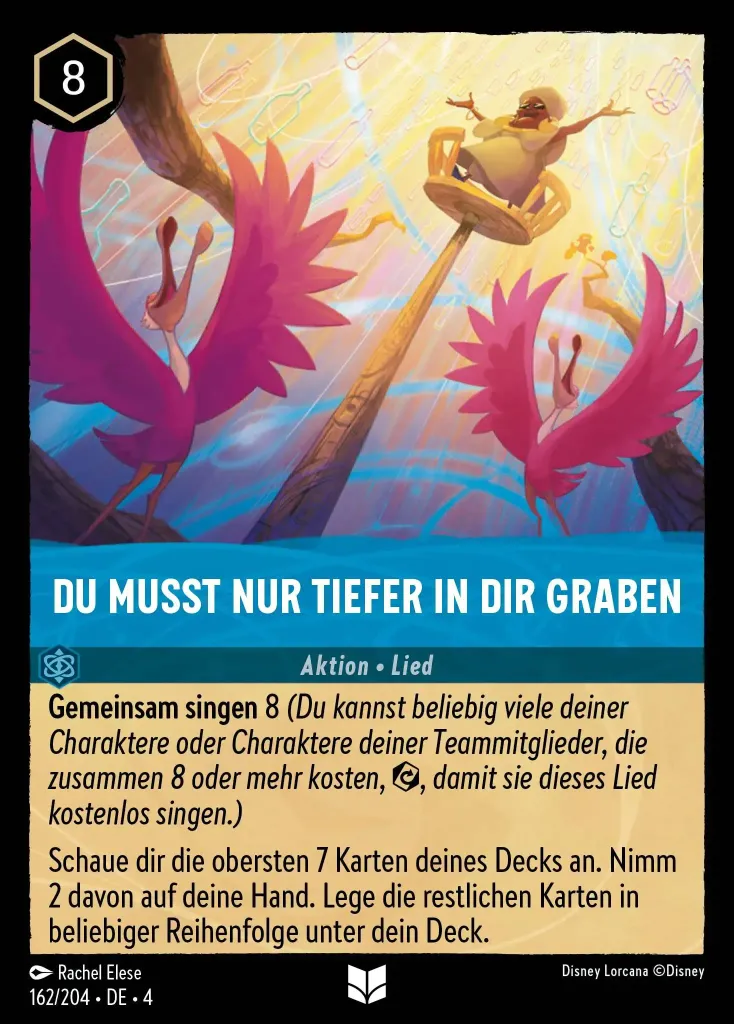 8
DU MUSST NUR TIEFER IN DIR GRABEN
Aktion • Lied
Gemeinsam singen 8 (Du kannst beliebig viele deiner
Charaktere oder Charaktere deiner Teammitglieder, die
zusammen 8 oder mehr kosten, , damit sie dieses Lied
kostenlos singen.)
Schaue dir die obersten 7 Karten deines Decks an. Nimm
2 davon auf deine Hand. Lege die restlichen Karten in
beliebiger Reihenfolge unter dein Deck.
Rachel Elese
Disney Lorcana ©Disney
162/204 • DE • 4